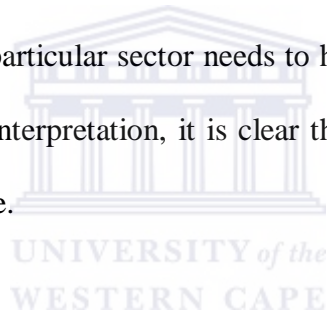 particular sector needs to h
nterpretation, it is clear th
e.
UNIVERSITY of the
WESTERN CAPE